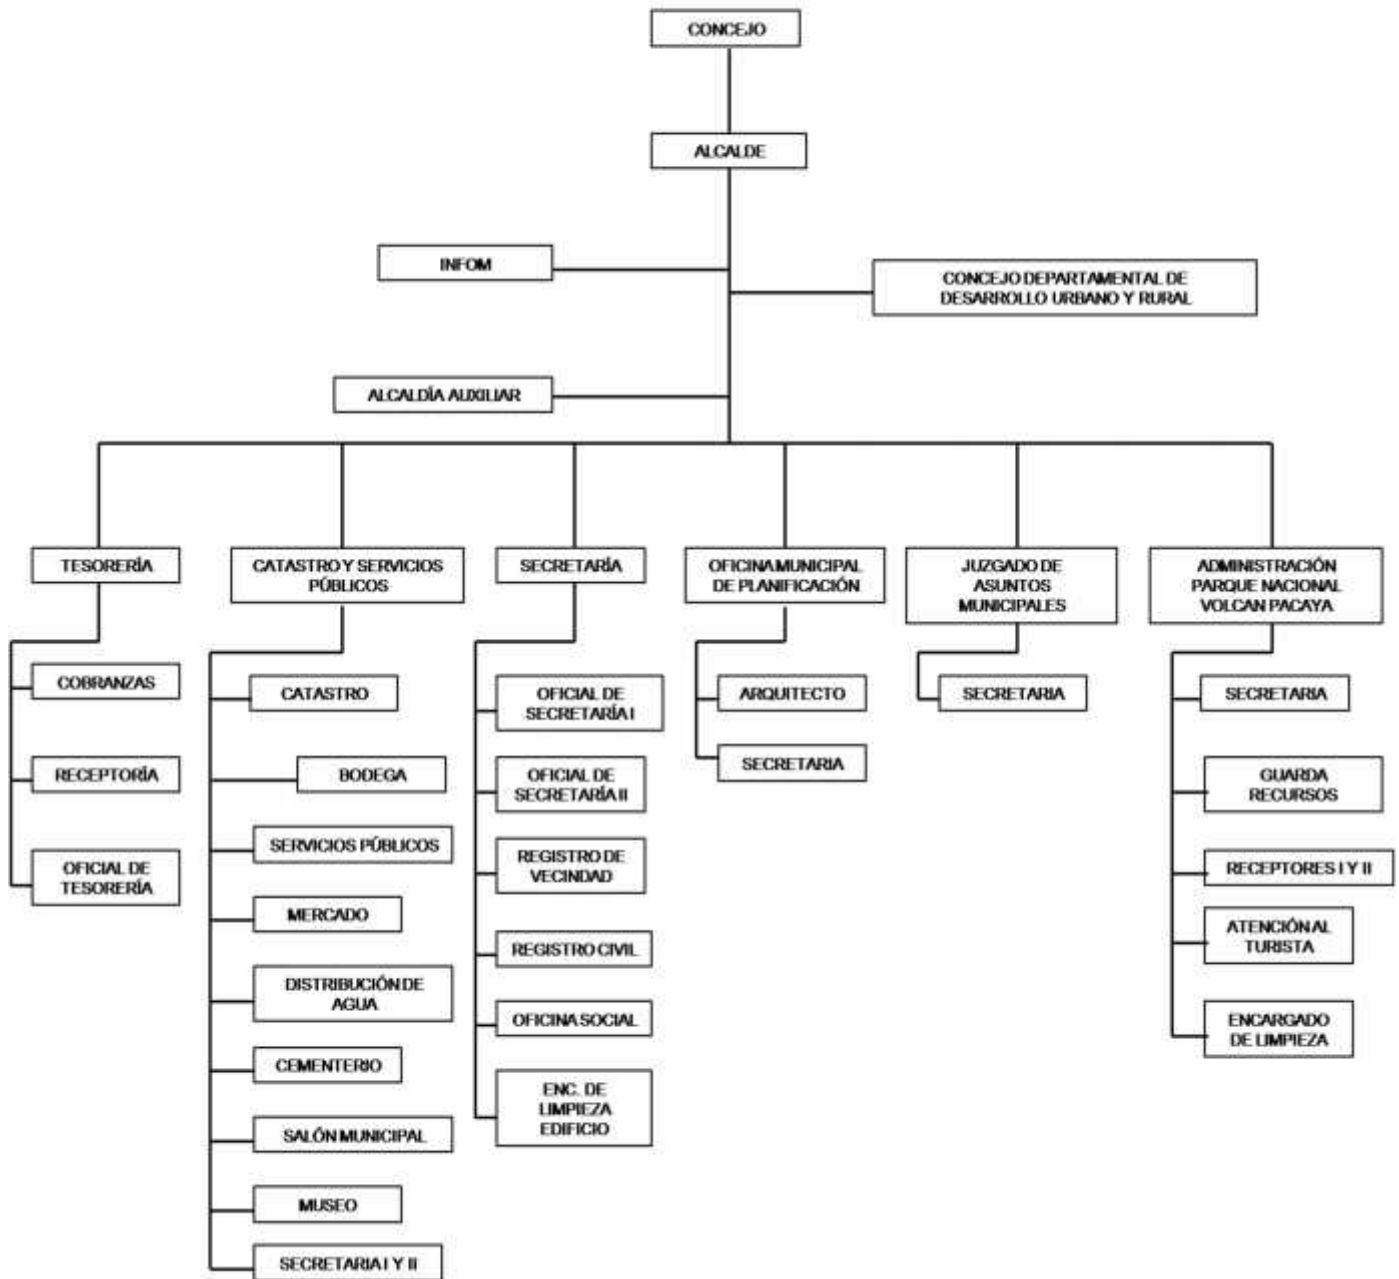 CONCEJO
ALCALDE
INFOM
CONCEJO DEPARTAMENTAL DE
DESARROLLO URBANO Y RURAL
ALCALDÍA AUXILIAR
TESORERÍA
COBRANZAS
RECEPTORÍA
OFICIAL DE
TESORERÍA
CATASTRO Y SERVICIOS
PÚBLICOS
CATASTRO
BODEGA
SERVICIOS PÚBLICOS
MERCADO
DISTRIBUCIÓN DE
AGUA
CEMENTERIO
SALÓN MUNICIPAL
MUSEO
SECRETARIA I Y II
SECRETARÍA
OFICIAL DE
SECRETARÍA I
OFICIAL DE
SECRETARÍA II
REGISTRO DE
VECINDAD
REGISTRO CIVIL
OFICINA SOCIAL
ENC. DE
LIMPIEZA
EDIFICIO
OFICINA MUNICIPAL
DE PLANIFICACIÓN
ARQUITECTO
SECRETARIA
JUZGADO DE
ASUNTOS
MUNICIPALES
SECRETARIA
ADMINISTRACIÓN
PARQUE NACIONAL
VOLCAN PACAYA
SECRETARIA
GUARDA
RECURSOS
RECEPTORES I Y II
ATENCIÓN AL
TURISTA
ENCARGADO
DE LIMPIEZA